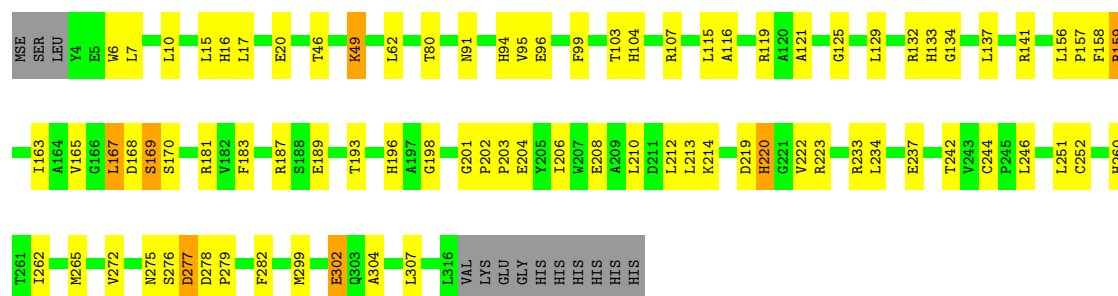 MSE SER LEU Y4 E5 W6 L7 L10 L15 H16 L17 E20 T46 K49 L62 T80 N91 H94 V95 E96 F99 T103 H104 R107 L115 A116 R119 A120 A121 G125 L129 R132 H133 G134 L137 R141 L156 P157 F158 R159
I163 A164 V165 G166 L167 D168 S169 S170 R181 V182 F183 R187 S188 E189 T193 H196 A197 G198 G201 P202 P203 E204 Y205 I206 W207 E208 A209 L210 D211 L212 L213 K214 D219 H220 G221 V222 R223 R233 L234 E237 T242 V243 C244 P245 L246 L251 C252 H260
T261 I262 M265 V272 N275 S276 D277 D278 P279 F282 M299 E302 Q303 A304 L307 L316 VAL LYS GLU GLY HIS HIS HIS HIS HIS HIS